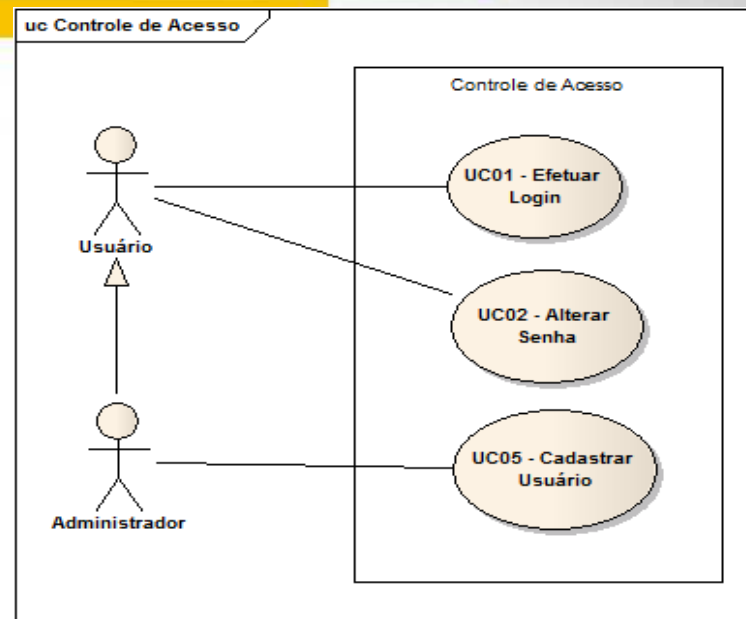 uc Controle de Acesso
Controle de Acesso
UC01 - Efetuar
Login
Usuário
UC02 - Alterar
Senha
UC05 - Cadastrar
Usuário
Administrador